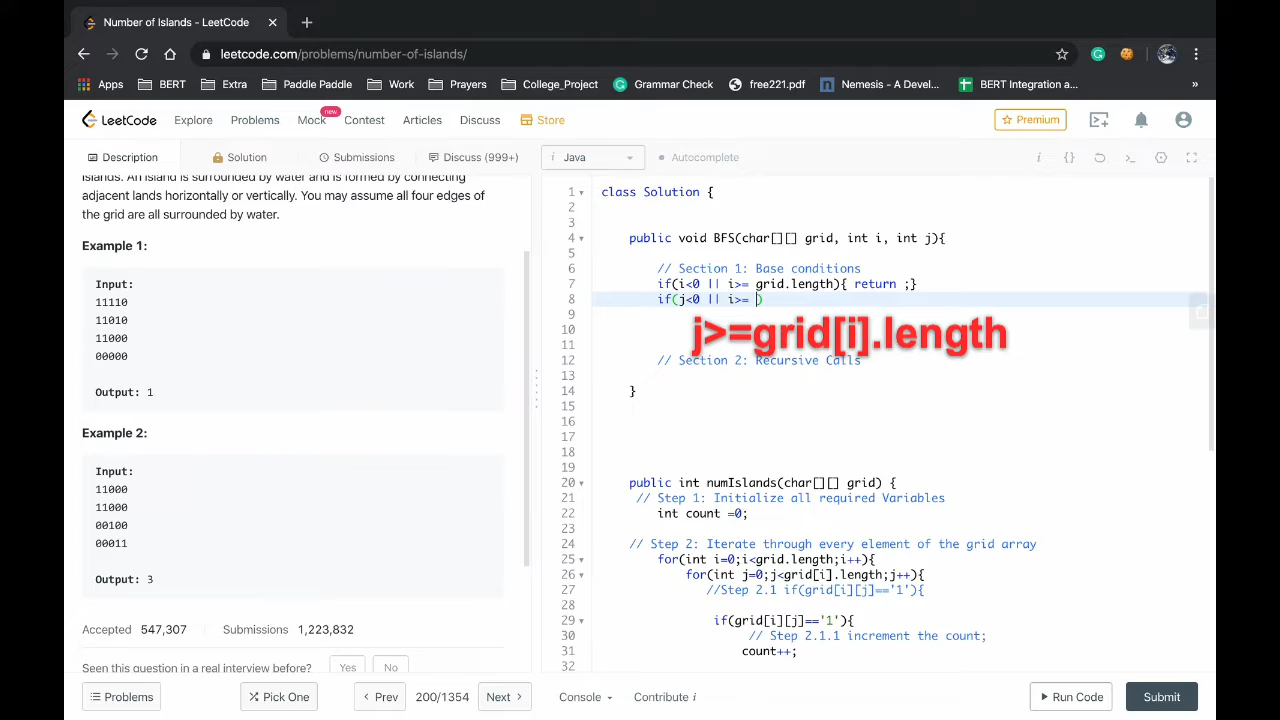 Number of Islands - LeetCode
leetcode.com/problems/number-of-islands/
Apps BERT Extra Paddle Paddle Work Prayers College_Project Grammar Check free221.pdf Nemesis - A Devel... BERT Integration a... »
new
LeetCode Explore Problems Mock Contest Articles Discuss Store Premium
Description Solution Submissions Discuss (999+) i Java Autocomplete
islands. An island is surrounded by water and is formed by connecting
adjacent lands horizontally or vertically. You may assume all four edges of
the grid are all surrounded by water.
Example 1:
Input:
11110
11010
11000
00000
Output: 1
Example 2:
Input:
11000
11000
00100
00011
Output: 3
Accepted 547,307 Submissions 1,223,832
Seen this question in a real interview before? Yes No
1 class Solution {
2
3
4 public void BFS(char[][] grid, int i, int j){
5
6 // Section 1: Base conditions
7 if(i<0 || i>= grid.length){ return ;}
8 if(j<0 || i>= )
9
j>=grid[i].length
10
11
12 // Section 2: Recursive Calls
13
14 }
15
16
17
18
19
20 public int numIslands(char[][] grid) {
21 // Step 1: Initialize all required Variables
22 int count =0;
23
24 // Step 2: Iterate through every element of the grid array
25 for(int i=0;i<grid.length;i++){
26 for(int j=0;j<grid[i].length;j++){
27 //Step 2.1 if(grid[i][j]=='1'){
28
29 if(grid[i][j]=='1'){
30 // Step 2.1.1 increment the count;
31 count++;
32
Problems Pick One Prev 210/1354 Next Console Contribute i Run Code Submit